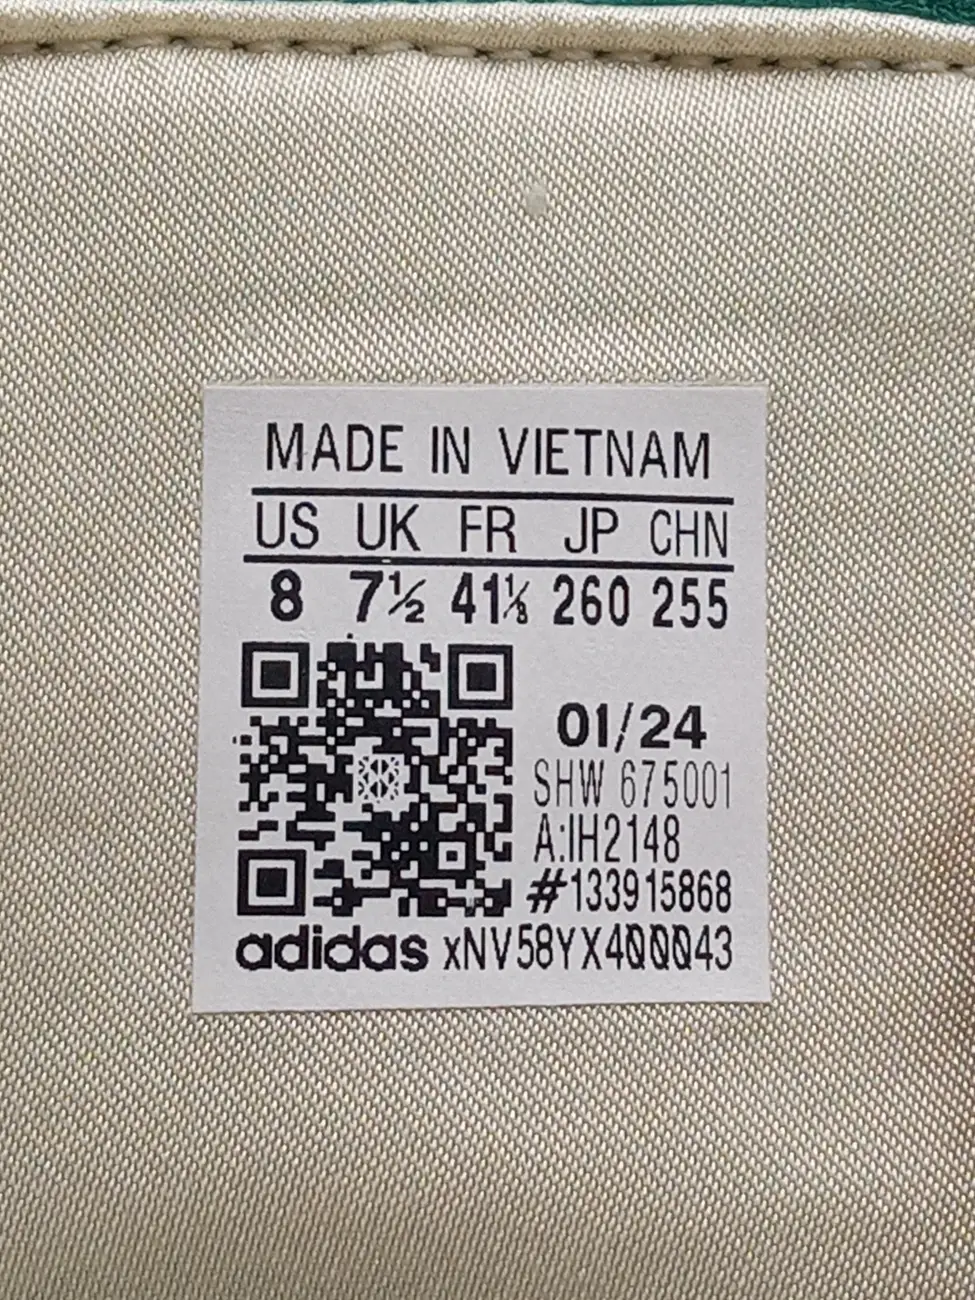 MADE IN VIETNAM
US UK FR JP CHN
8 7½ 41⅓ 260 255
01/24
SHW 675001
A:IH2148
#133915868
adidas xNV58YX400043